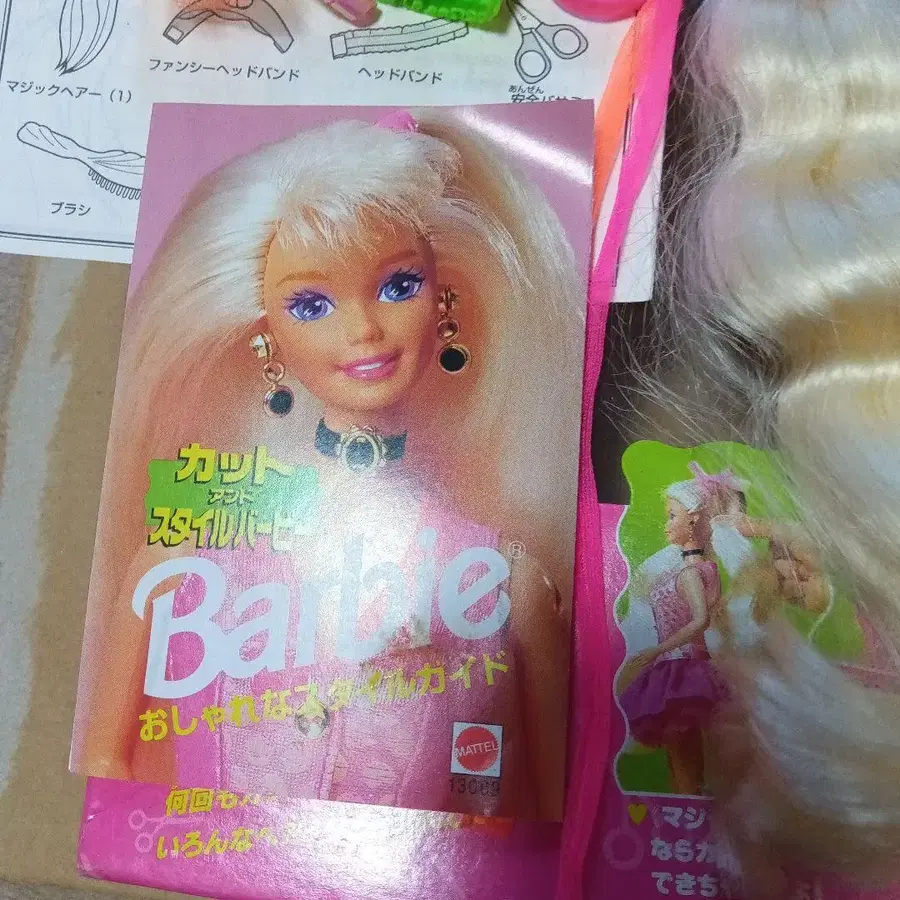 マジックヘアー (1)
ファンシーヘッドバンド
ヘッドバンド
あんぜん
ブラシ
カット
アンド
スタイルバービー
Barbie®
おしゃれなスタイルガイド
MATTEL
13069
何回も
いろんな
マジ
なら
できち